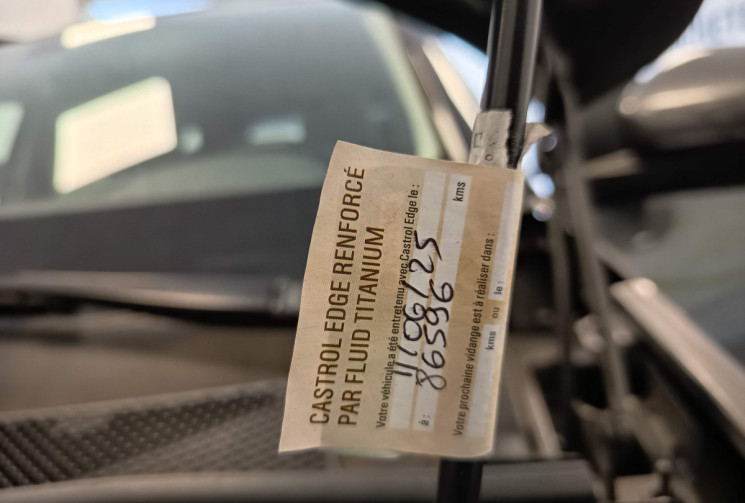 CASTROL EDGE RENFORCÉ
PAR FLUID TITANIUM
Votre véhicule a été entretenu avec Castrol Edge le :
11/06/25
à : 86596 kms
Votre prochaine vidange est à réaliser dans :
kms ou le :